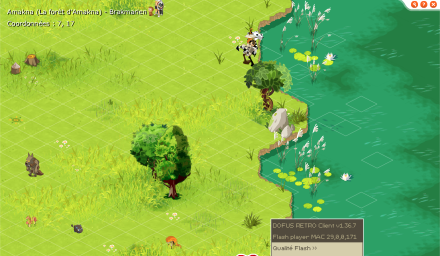 Amakna (La forêt d'Amakna) - Brakmarien
Coordonnées : 7, 17
DOFUS RETRO Client v1.36.7
Flash player MAC 29,0,0,171
Qualité Flash >>